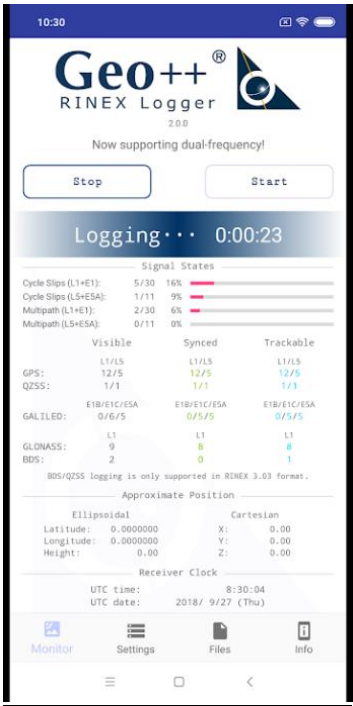 10:30
Geo++®
RINEX Logger
2.0.0
Now supporting dual-frequency!
Stop Start
Logging··· 0:00:23
Signal States
Cycle Slips (L1+E1): 5/30 16%
Cycle Slips (L5+E5A): 1/11 9%
Multipath (L1+E1): 2/30 6%
Multipath (L5+E5A): 0/11 0%
Visible Synced Trackable
L1/L5 L1/L5 L1/L5
GPS: 12/5 12/5 12/5
QZSS: 1/1 1/1 1/1
E1B/E1C/E5A E1B/E1C/E5A E1B/E1C/E5A
GALILEO: 0/6/5 0/5/5 0/5/5
L1 L1 L1
GLONASS: 9 8 8
BDS: 2 0 1
BDS/QZSS logging is only supported in RINEX 3.03 format.
Approximate Position
Ellipsoidal Cartesian
Latitude: 0.0000000 X: 0.00
Longitude: 0.0000000 Y: 0.00
Height: 0.00 Z: 0.00
Receiver Clock
UTC time: 8:30:04
UTC date: 2018/ 9/27 (Thu)
Monitor Settings Files Info